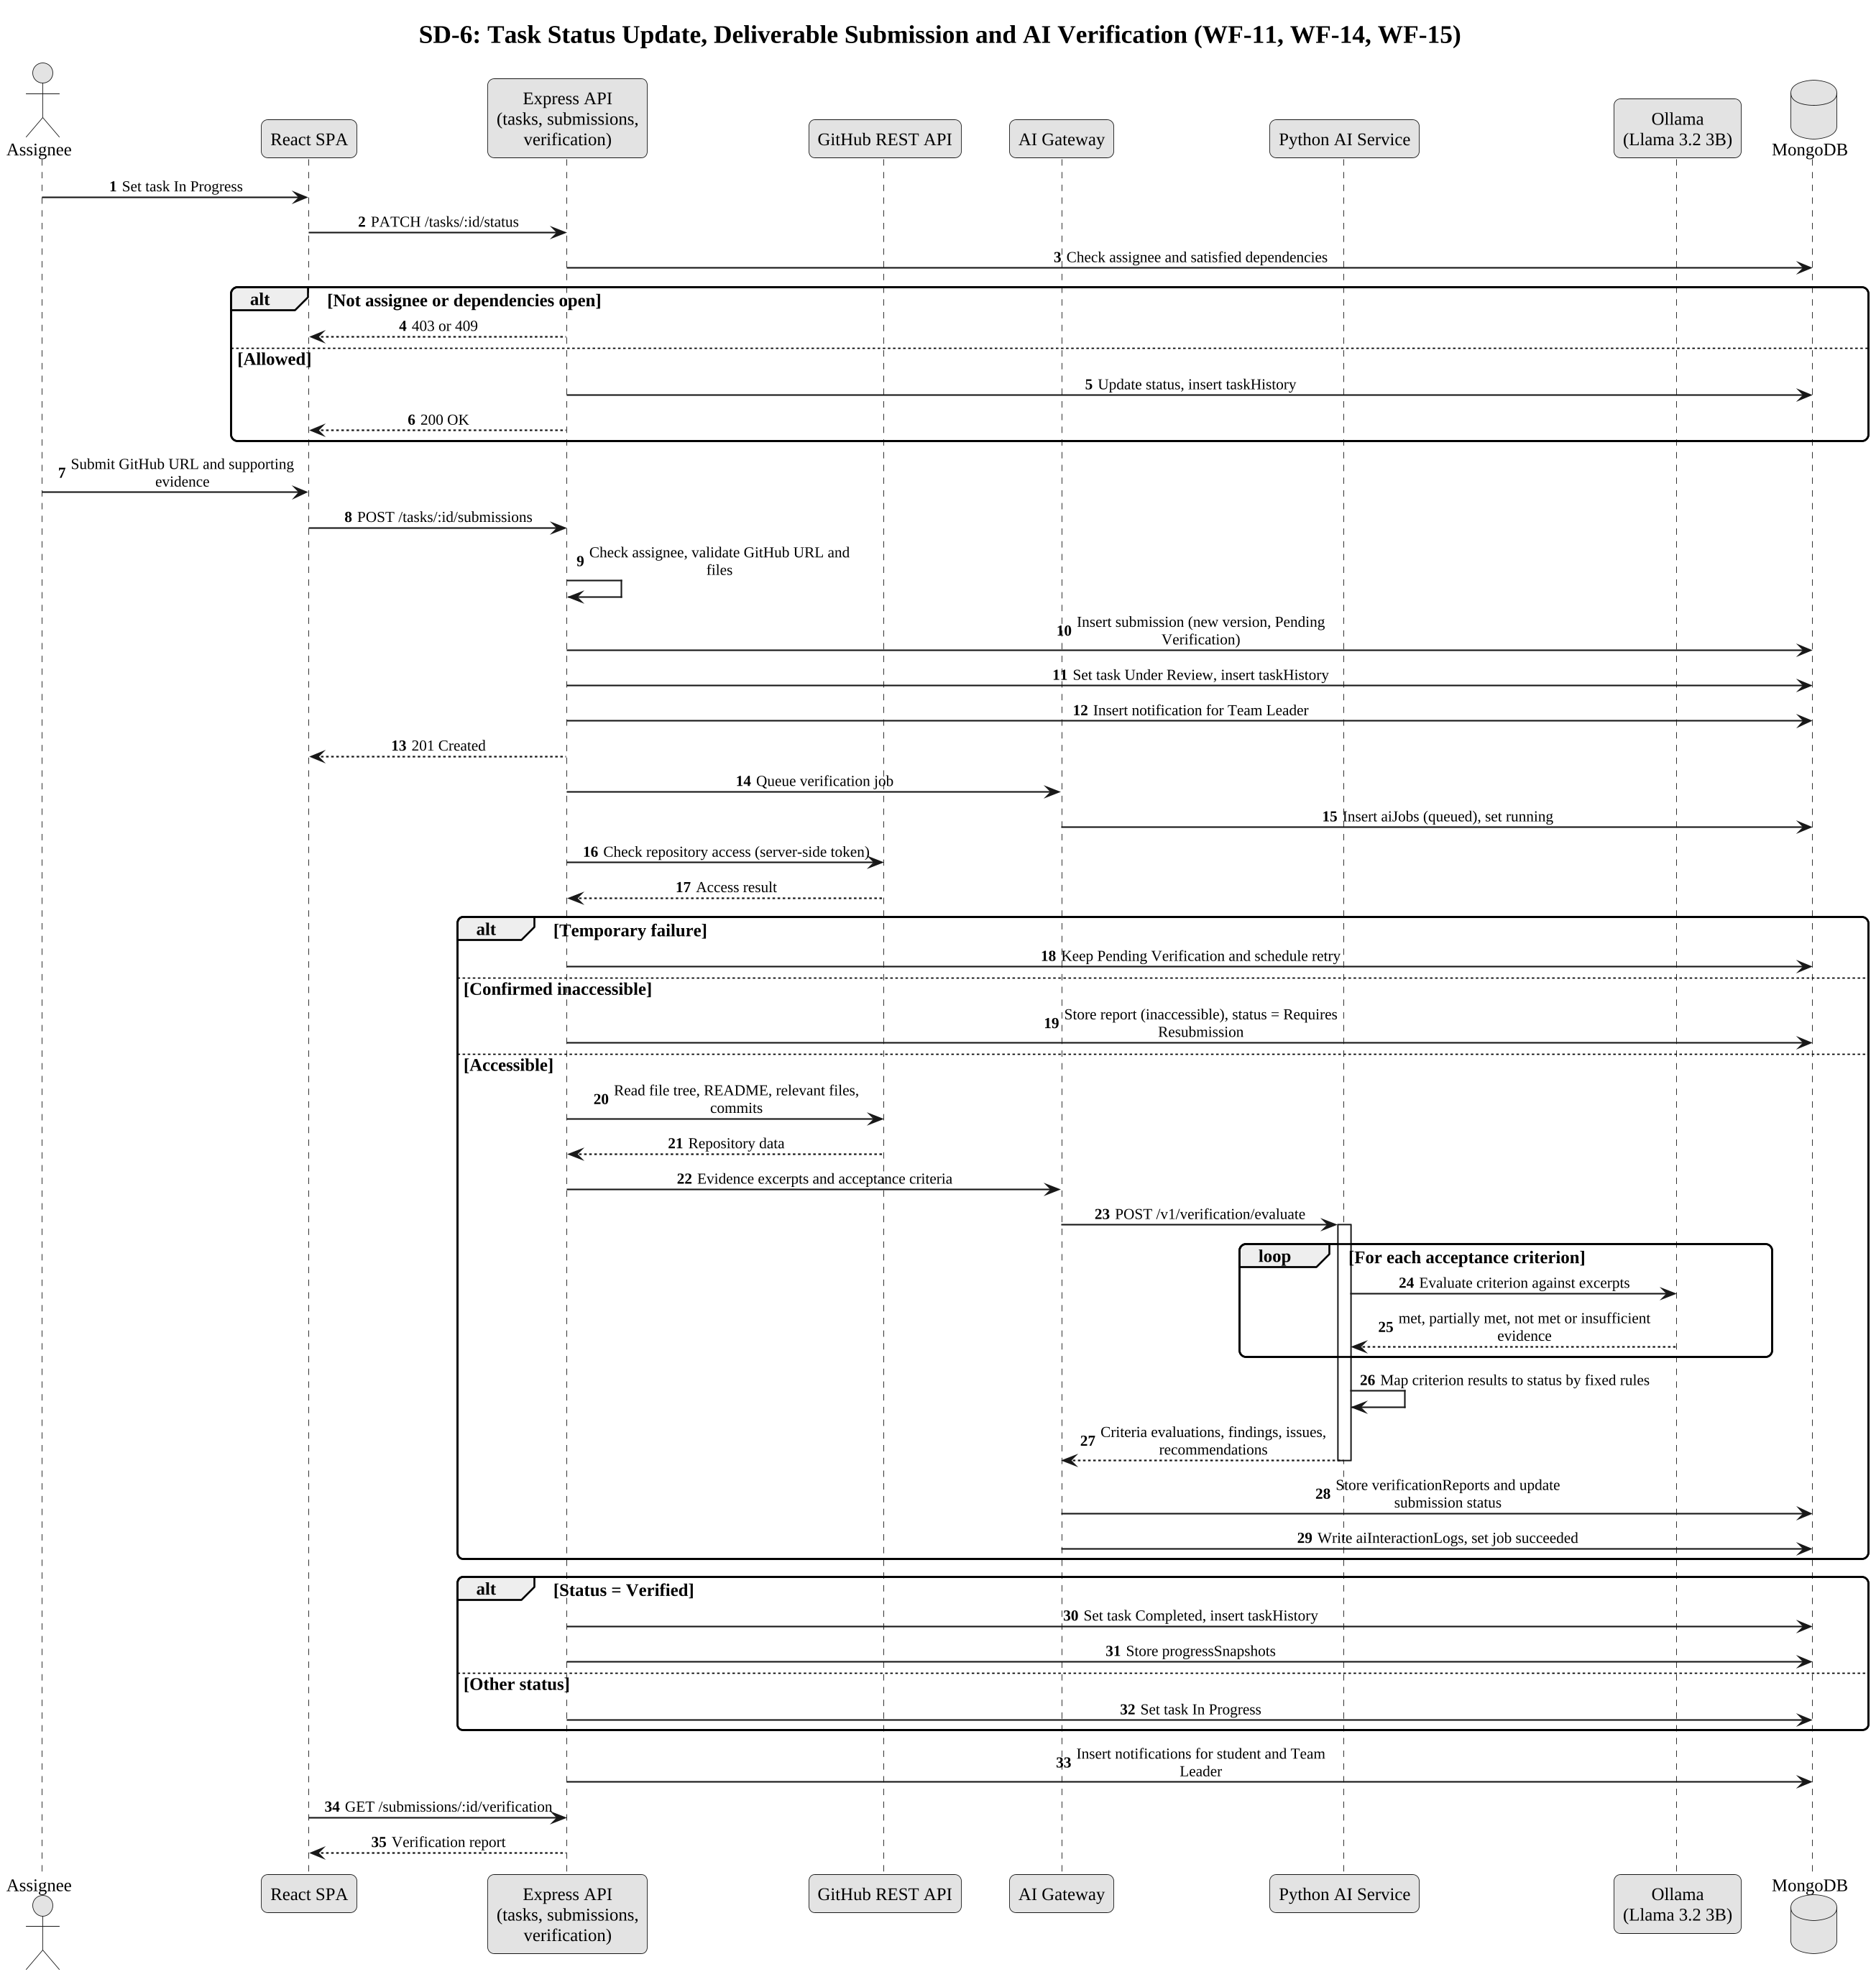 SD-6: Task Status Update, Deliverable Submission and AI Verification (WF-11, WF-14, WF-15)
Assignee
React SPA
Express API
(tasks, submissions,
verification)
GitHub REST API
AI Gateway
Python AI Service
Ollama
(Llama 3.2 3B)
MongoDB
1 Set task In Progress
2 PATCH /tasks/:id/status
3 Check assignee and satisfied dependencies
alt [Not assignee or dependencies open]
4 403 or 409
[Allowed]
5 Update status, insert taskHistory
6 200 OK
7 Submit GitHub URL and supporting
evidence
8 POST /tasks/:id/submissions
9 Check assignee, validate GitHub URL and
files
10 Insert submission (new version, Pending
Verification)
11 Set task Under Review, insert taskHistory
12 Insert notification for Team Leader
13 201 Created
14 Queue verification job
15 Insert aiJobs (queued), set running
16 Check repository access (server-side token)
17 Access result
alt [Temporary failure]
18 Keep Pending Verification and schedule retry
[Confirmed inaccessible]
19 Store report (inaccessible), status = Requires
Resubmission
[Accessible]
20 Read file tree, README, relevant files,
commits
21 Repository data
22 Evidence excerpts and acceptance criteria
23 POST /v1/verification/evaluate
loop [For each acceptance criterion]
24 Evaluate criterion against excerpts
25 met, partially met, not met or insufficient
evidence
26 Map criterion results to status by fixed rules
27 Criteria evaluations, findings, issues,
recommendations
28 Store verificationReports and update
submission status
29 Write aiInteractionLogs, set job succeeded
alt [Status = Verified]
30 Set task Completed, insert taskHistory
31 Store progressSnapshots
[Other status]
32 Set task In Progress
33 Insert notifications for student and Team
Leader
34 GET /submissions/:id/verification
35 Verification report
Assignee
React SPA
Express API
(tasks, submissions,
verification)
GitHub REST API
AI Gateway
Python AI Service
Ollama
(Llama 3.2 3B)
MongoDB